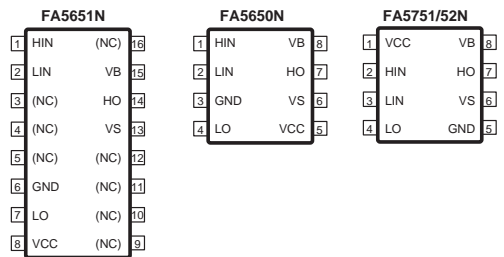 FA5651N
1 HIN (NC) 16
2 LIN VB 15
3 (NC) HO 14
4 (NC) VS 13
5 (NC) (NC) 12
6 GND (NC) 11
7 LO (NC) 10
8 VCC (NC) 9
FA5650N
1 HIN VB 8
2 LIN HO 7
3 GND VS 6
4 LO VCC 5
FA5751/52N
1 VCC VB 8
2 HIN HO 7
3 LIN VS 6
4 LO GND 5